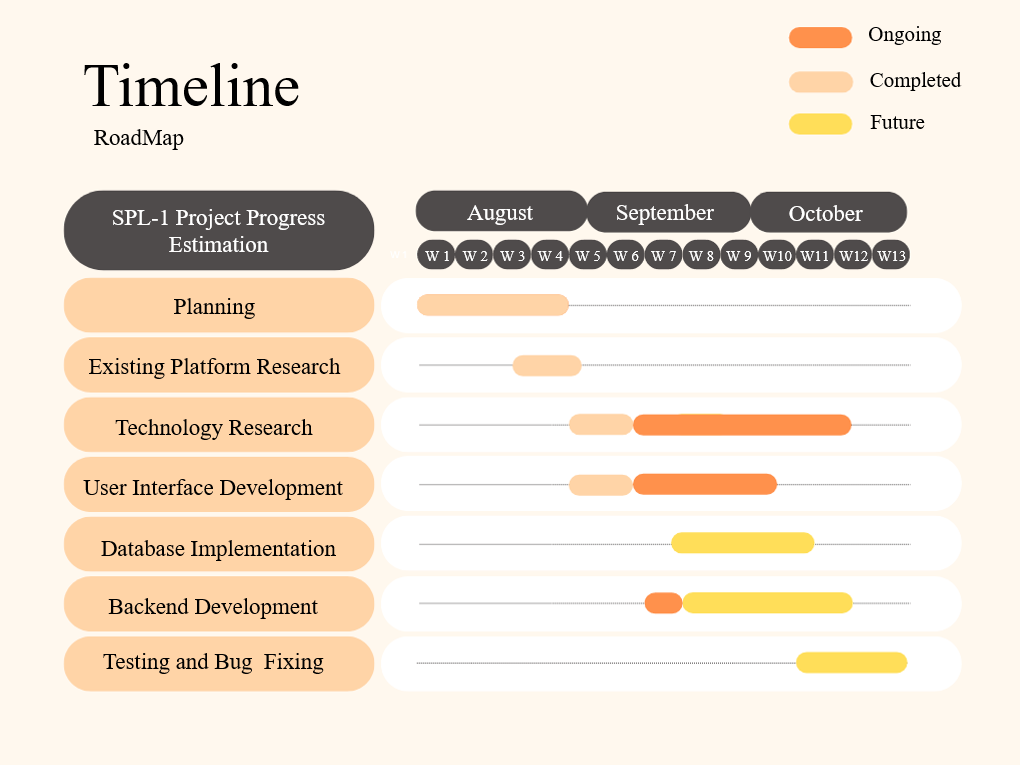 Ongoing
Timeline
Completed
RoadMap
Future
SPL-1 Project Progress
Estimation
August September October
W 1 W 2 W 3 W 4 W 5 W 6 W 7 W 8 W 9 W10 W11 W12 W13
Planning
Existing Platform Research
Technology Research
User Interface Development
Database Implementation
Backend Development
Testing and Bug Fixing